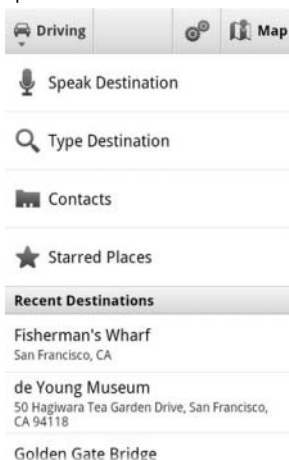 Driving
Map
Speak Destination
Type Destination
Contacts
Starred Places
Recent Destinations
Fisherman's Wharf
San Francisco, CA
de Young Museum
50 Hagiwara Tea Garden Drive, San Francisco,
CA 94118
Golden Gate Bridge